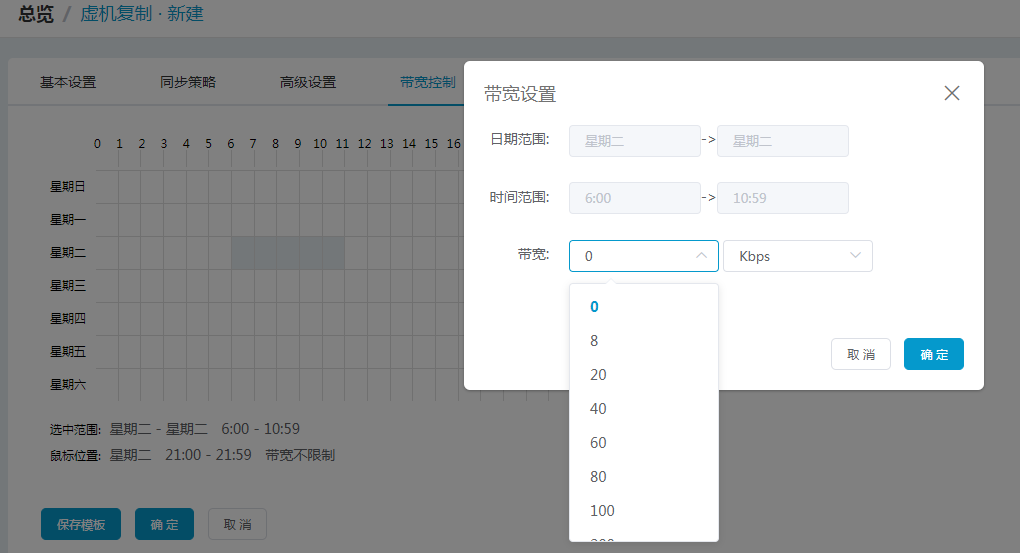 总览 / 虚机复制 · 新建
基本设置 同步策略 高级设置 带宽控制
0 1 2 3 4 5 6 7 8 9 10 11 12 13 14 15 16
星期日
星期一
星期二
星期三
星期四
星期五
星期六
选中范围: 星期二 - 星期二 6:00 - 10:59
鼠标位置: 星期二 21:00 - 21:59 带宽不限制
保存模板 确 定 取 消
带宽设置
日期范围: 星期二 -> 星期二
时间范围: 6:00 -> 10:59
带宽: 0 Kbps
0
8
20
40
60
80
100
取 消 确 定